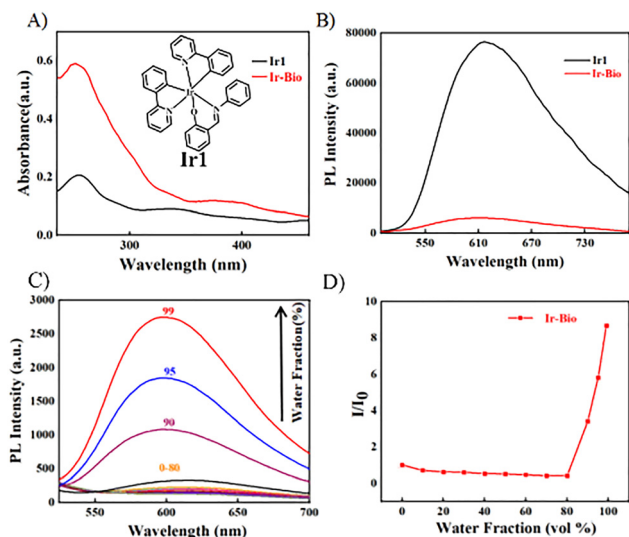 A)
Absorbance(a.u.)
0.6
0.4
0.2
0.0
300
400
Wavelength (nm)
Ir1
Ir-Bio
N
Ir
N
N
O
Ir1
B)
PL Intensity (a.u.)
80000
60000
40000
20000
0
550
610
670
730
Wavelength (nm)
Ir1
Ir-Bio
C)
PL Intensity (a.u.)
3000
2500
2000
1500
1000
500
0
550
600
650
700
Wavelength (nm)
99
95
90
0-80
Water Fraction(%)
D)
I/I0
10
8
6
4
2
0
0
20
40
60
80
100
Water Fraction (vol %)
Ir-Bio